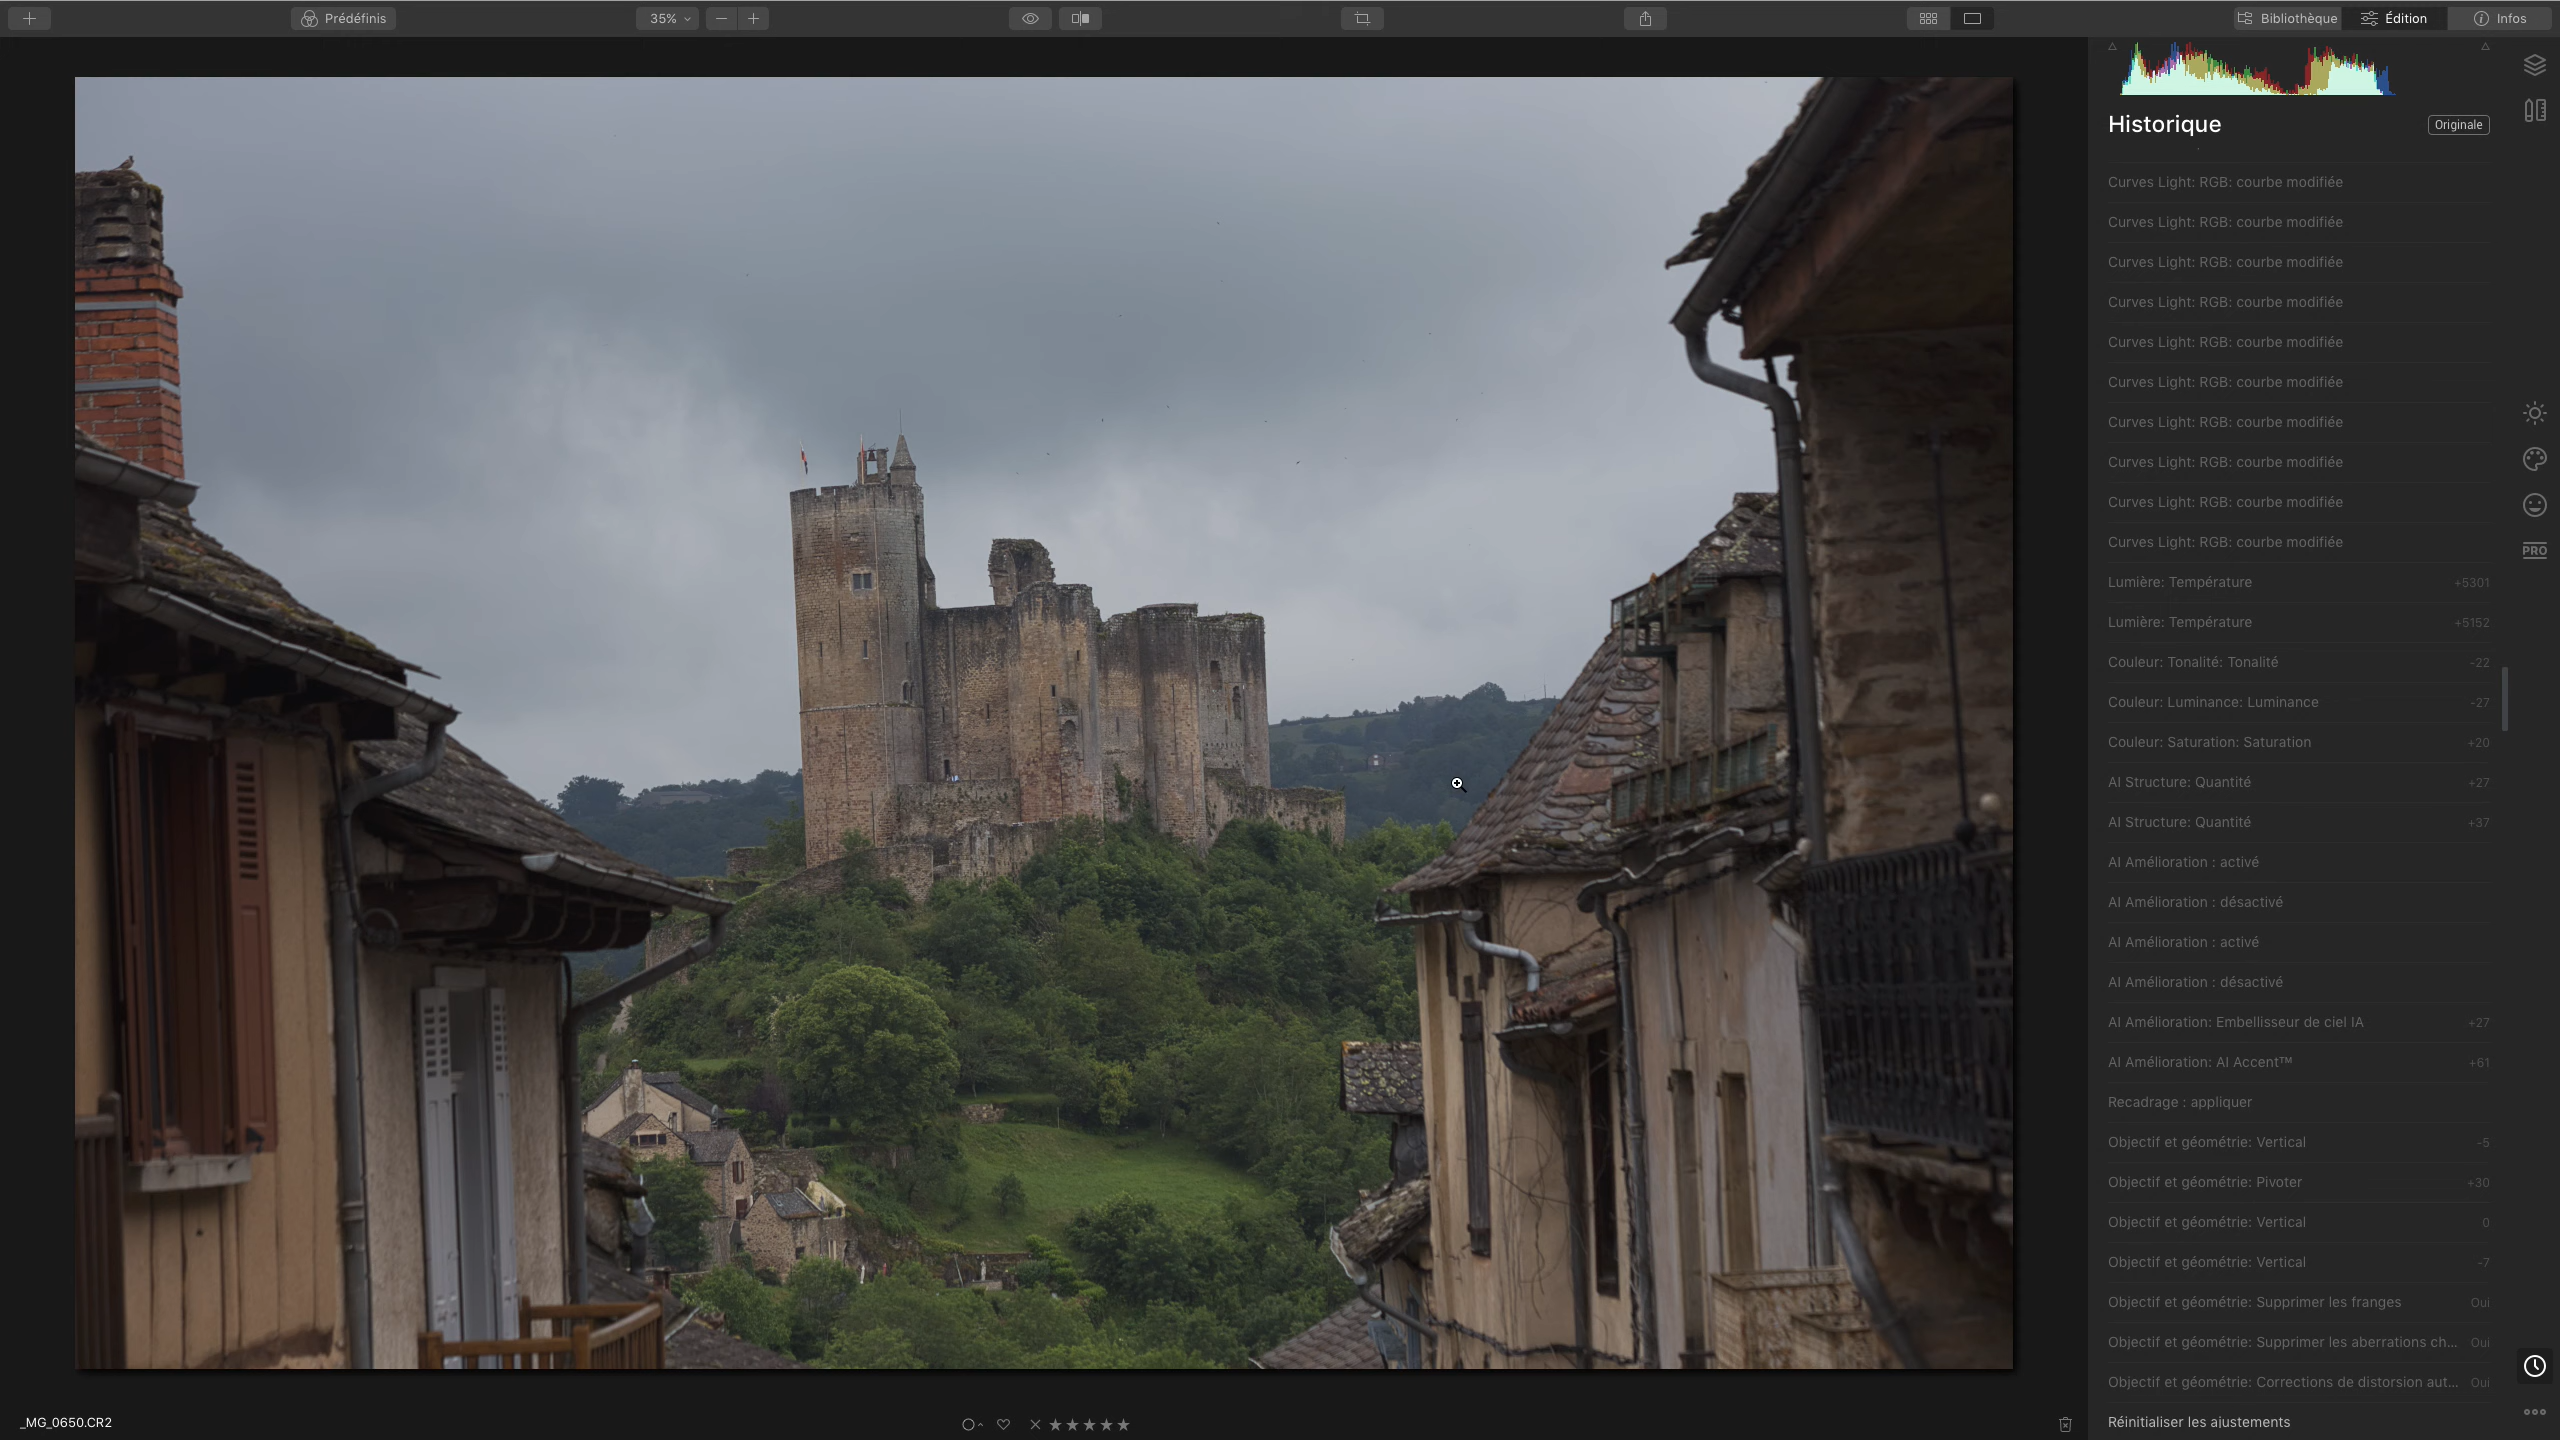 Prédéfinis
35%
Bibliothèque
Édition
Infos
Historique
Originale
Curves Light: RGB: courbe modifiée
Curves Light: RGB: courbe modifiée
Curves Light: RGB: courbe modifiée
Curves Light: RGB: courbe modifiée
Curves Light: RGB: courbe modifiée
Curves Light: RGB: courbe modifiée
Curves Light: RGB: courbe modifiée
Curves Light: RGB: courbe modifiée
Curves Light: RGB: courbe modifiée
Curves Light: RGB: courbe modifiée
PRO
Lumière: Température +5301
Lumière: Température +5152
Couleur: Tonalité: Tonalité -22
Couleur: Luminance: Luminance -27
Couleur: Saturation: Saturation +20
AI Structure: Quantité +27
AI Structure: Quantité +37
AI Amélioration : activé
AI Amélioration : désactivé
AI Amélioration : activé
AI Amélioration : désactivé
AI Amélioration: Embellisseur de ciel IA +27
AI Amélioration: AI Accent™ +61
Recadrage : appliquer
Objectif et géométrie: Vertical -5
Objectif et géométrie: Pivoter +30
Objectif et géométrie: Vertical 0
Objectif et géométrie: Vertical -7
Objectif et géométrie: Supprimer les franges Oui
Objectif et géométrie: Supprimer les aberrations ch... Oui
Objectif et géométrie: Corrections de distorsion aut... Oui
Réinitialiser les ajustements
_MG_0650.CR2